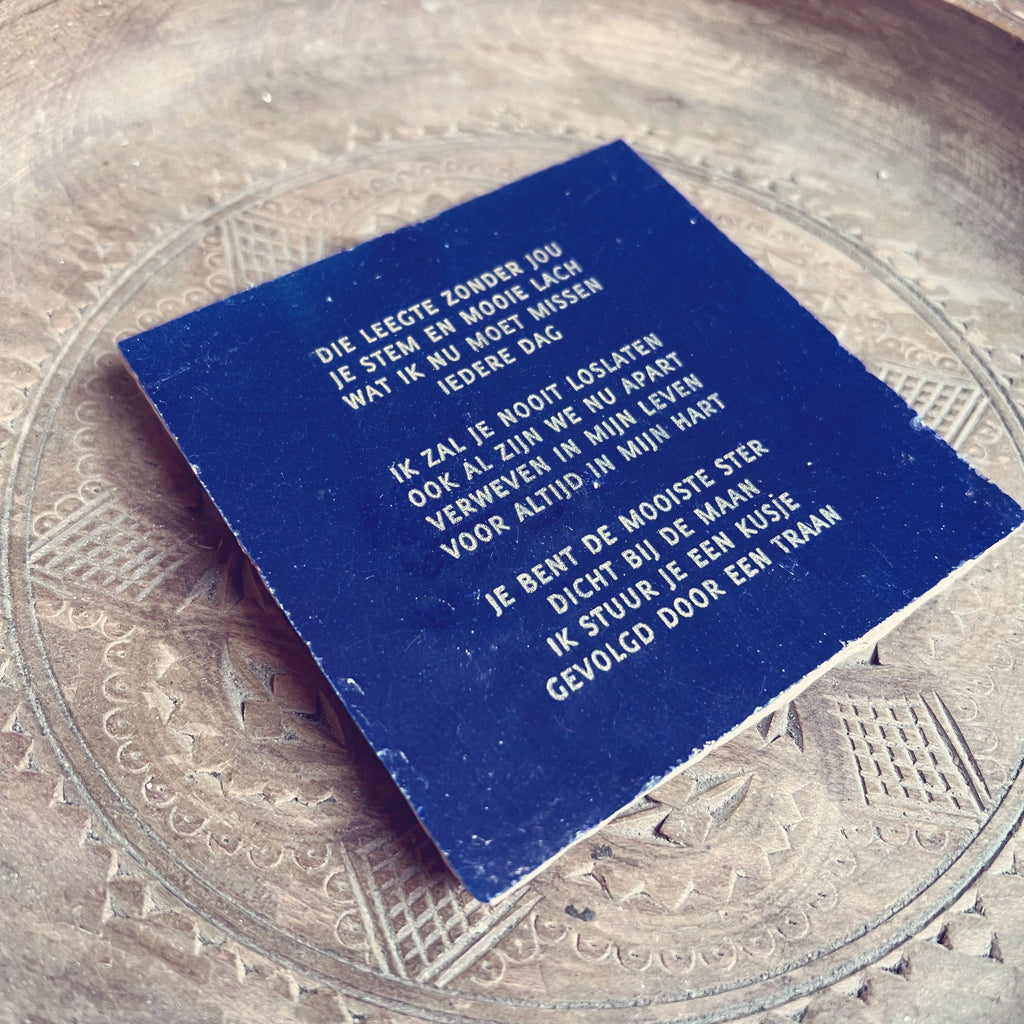 DIE LEEGTE ZONDER JOU
JE STEM EN MOOIE LACH
WAT IK NU MOET MISSEN
IEDERE DAG
IK ZAL JE NOOIT LOSLATEN
OOK AL ZIJN WE NU APART
VERWEVEN IN MIJN LEVEN
VOOR ALTIJD IN MIJN HART
JE BENT DE MOOISTE STER
DICHT BIJ DE MAAN
IK STUUR JE EEN KUSJE
GEVOLGD DOOR EEN TRAAN